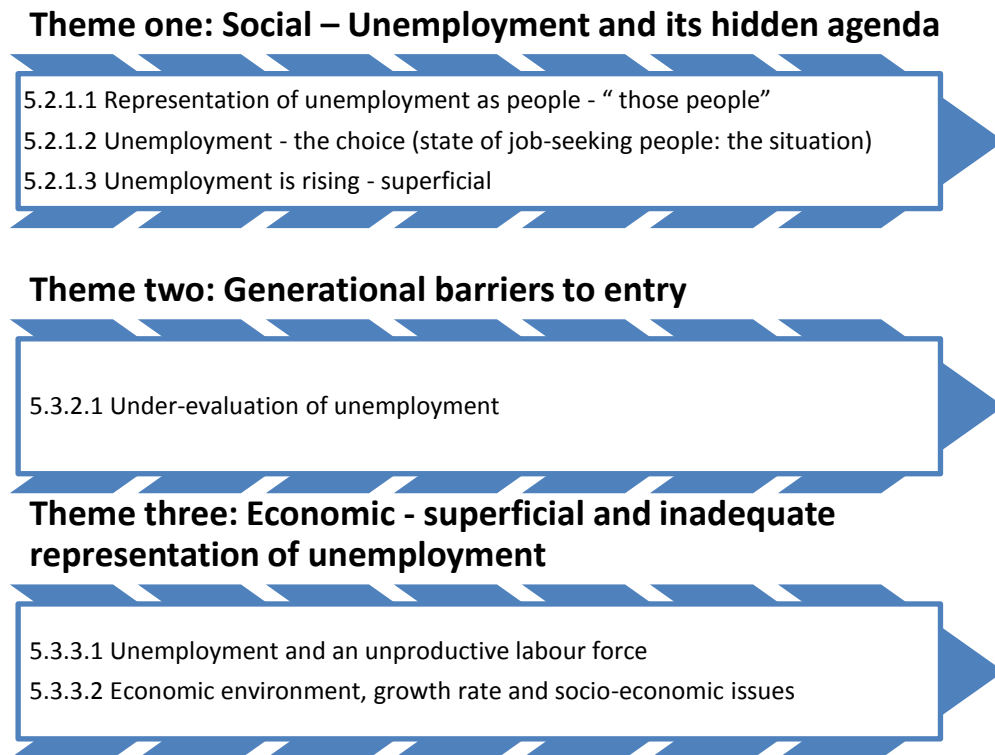 Theme one: Social – Unemployment and its hidden agenda
5.2.1.1 Representation of unemployment as people - “ those people”
5.2.1.2 Unemployment - the choice (state of job-seeking people: the situation)
5.2.1.3 Unemployment is rising - superficial
Theme two: Generational barriers to entry
5.3.2.1 Under-evaluation of unemployment
Theme three: Economic - superficial and inadequate
representation of unemployment
5.3.3.1 Unemployment and an unproductive labour force
5.3.3.2 Economic environment, growth rate and socio-economic issues